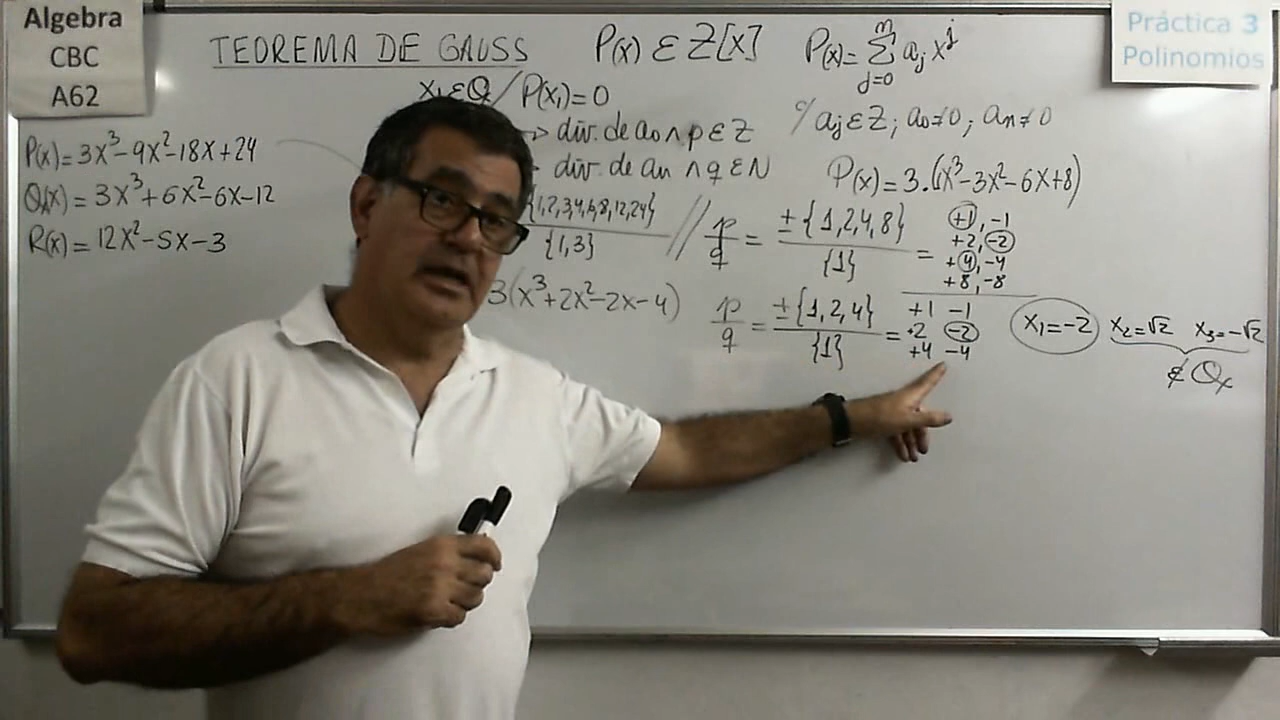 Algebra
CBC
A62
Práctica 3
Polinomios
TEOREMA DE GAUSS P(x) ε Z[x] P(x)= Σ_{j=0}^{n} aj x^j
x₁ ε Q / P(x₁)=0
% aj ε Z; a₀≠0; an≠0
→ div. de a₀ ∧ p ε Z
div. de an ∧ q ε N
P(x)=3x³-9x²-18x+24
Q(x)=3x³+6x²-6x-12
R(x)=12x²-5x-3
P(x)=3.(x³-3x²-6x+8)
{1,2,3,4,6,8,12,24}
{1,3}
// p/q = ±{1,2,4,8}/{1} = +1,-1
+2,-2
+4,-4
+8,-8
3(x³+2x²-2x-4)
p/q = ±{1,2,4}/{1} = +1 -1
+2 -2
+4 -4
x₁=-2 x₂=√2 x₃=-√2
∉ Q